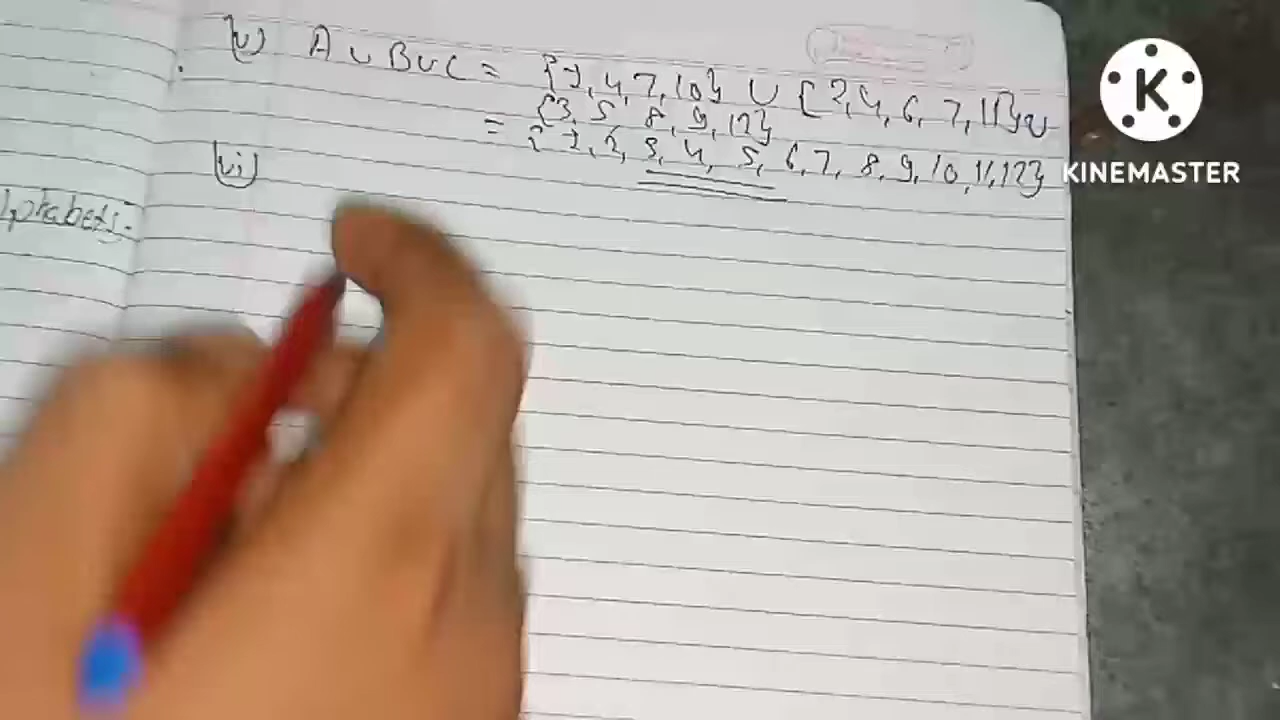 v) A ∪ B ∪ C = {1, 4, 7, 10} ∪ {2, 4, 6, 7, 11} ∪
{3, 5, 8, 9, 12}
= {1, 2, 3, 4, 5, 6, 7, 8, 9, 10, 11, 12}
vi)
lphabets:-
K
KINEMASTER